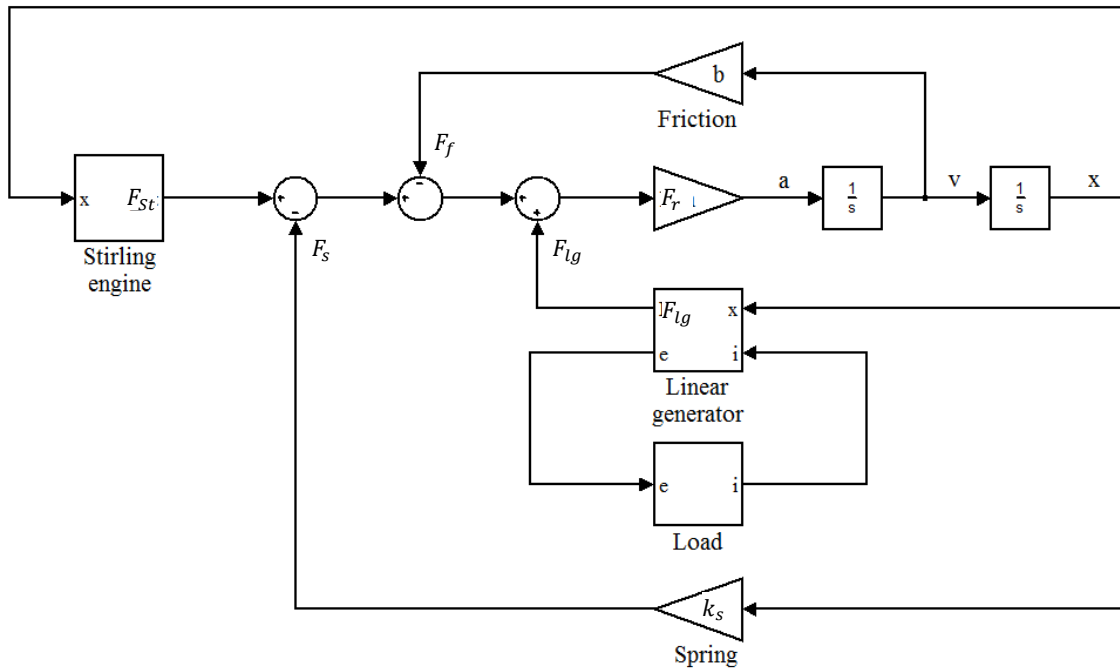 b
Friction
F_f
x
F_St
Stirling
engine
F_r
a
1
s
v
1
s
x
F_s
F_lg
F_lg
x
e
i
Linear
generator
e
i
Load
k_s
Spring